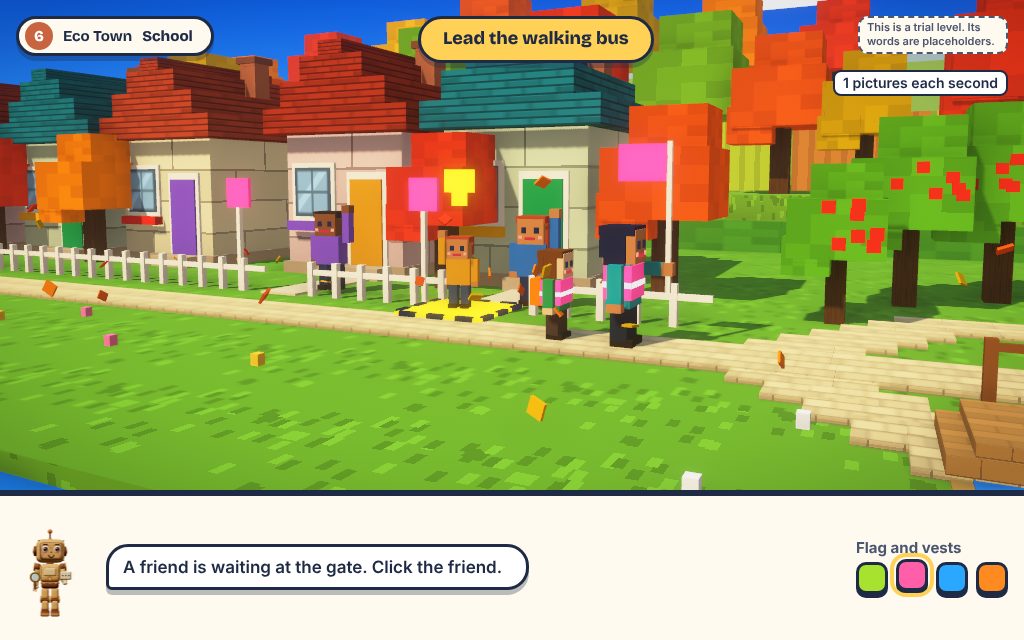 6 Eco Town School
Lead the walking bus
This is a trial level. Its
words are placeholders.
1 pictures each second
A friend is waiting at the gate. Click the friend.
Flag and vests